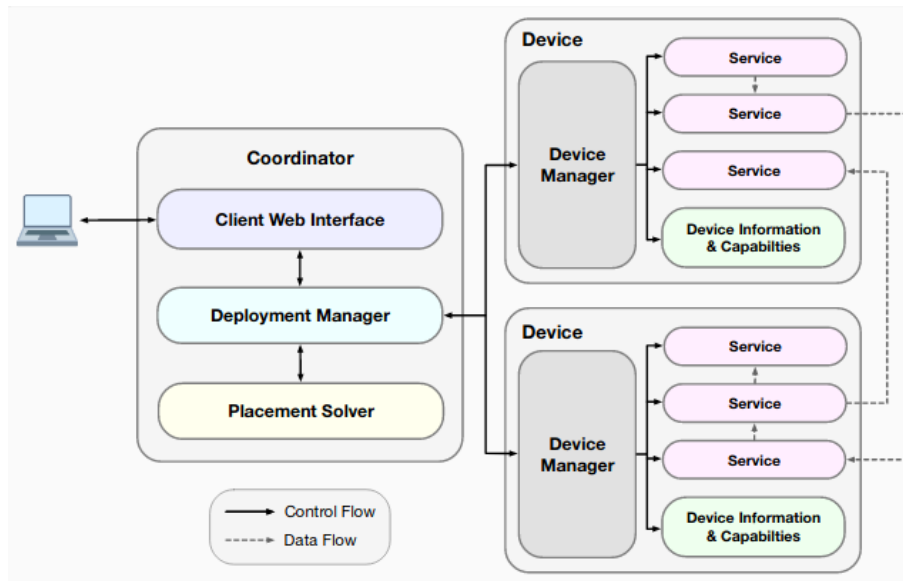 Coordinator
Client Web Interface
Deployment Manager
Placement Solver
Control Flow
Data Flow
Device
Device
Manager
Service
Service
Service
Device Information
& Capabilties
Device
Device
Manager
Service
Service
Service
Device Information
& Capabilties